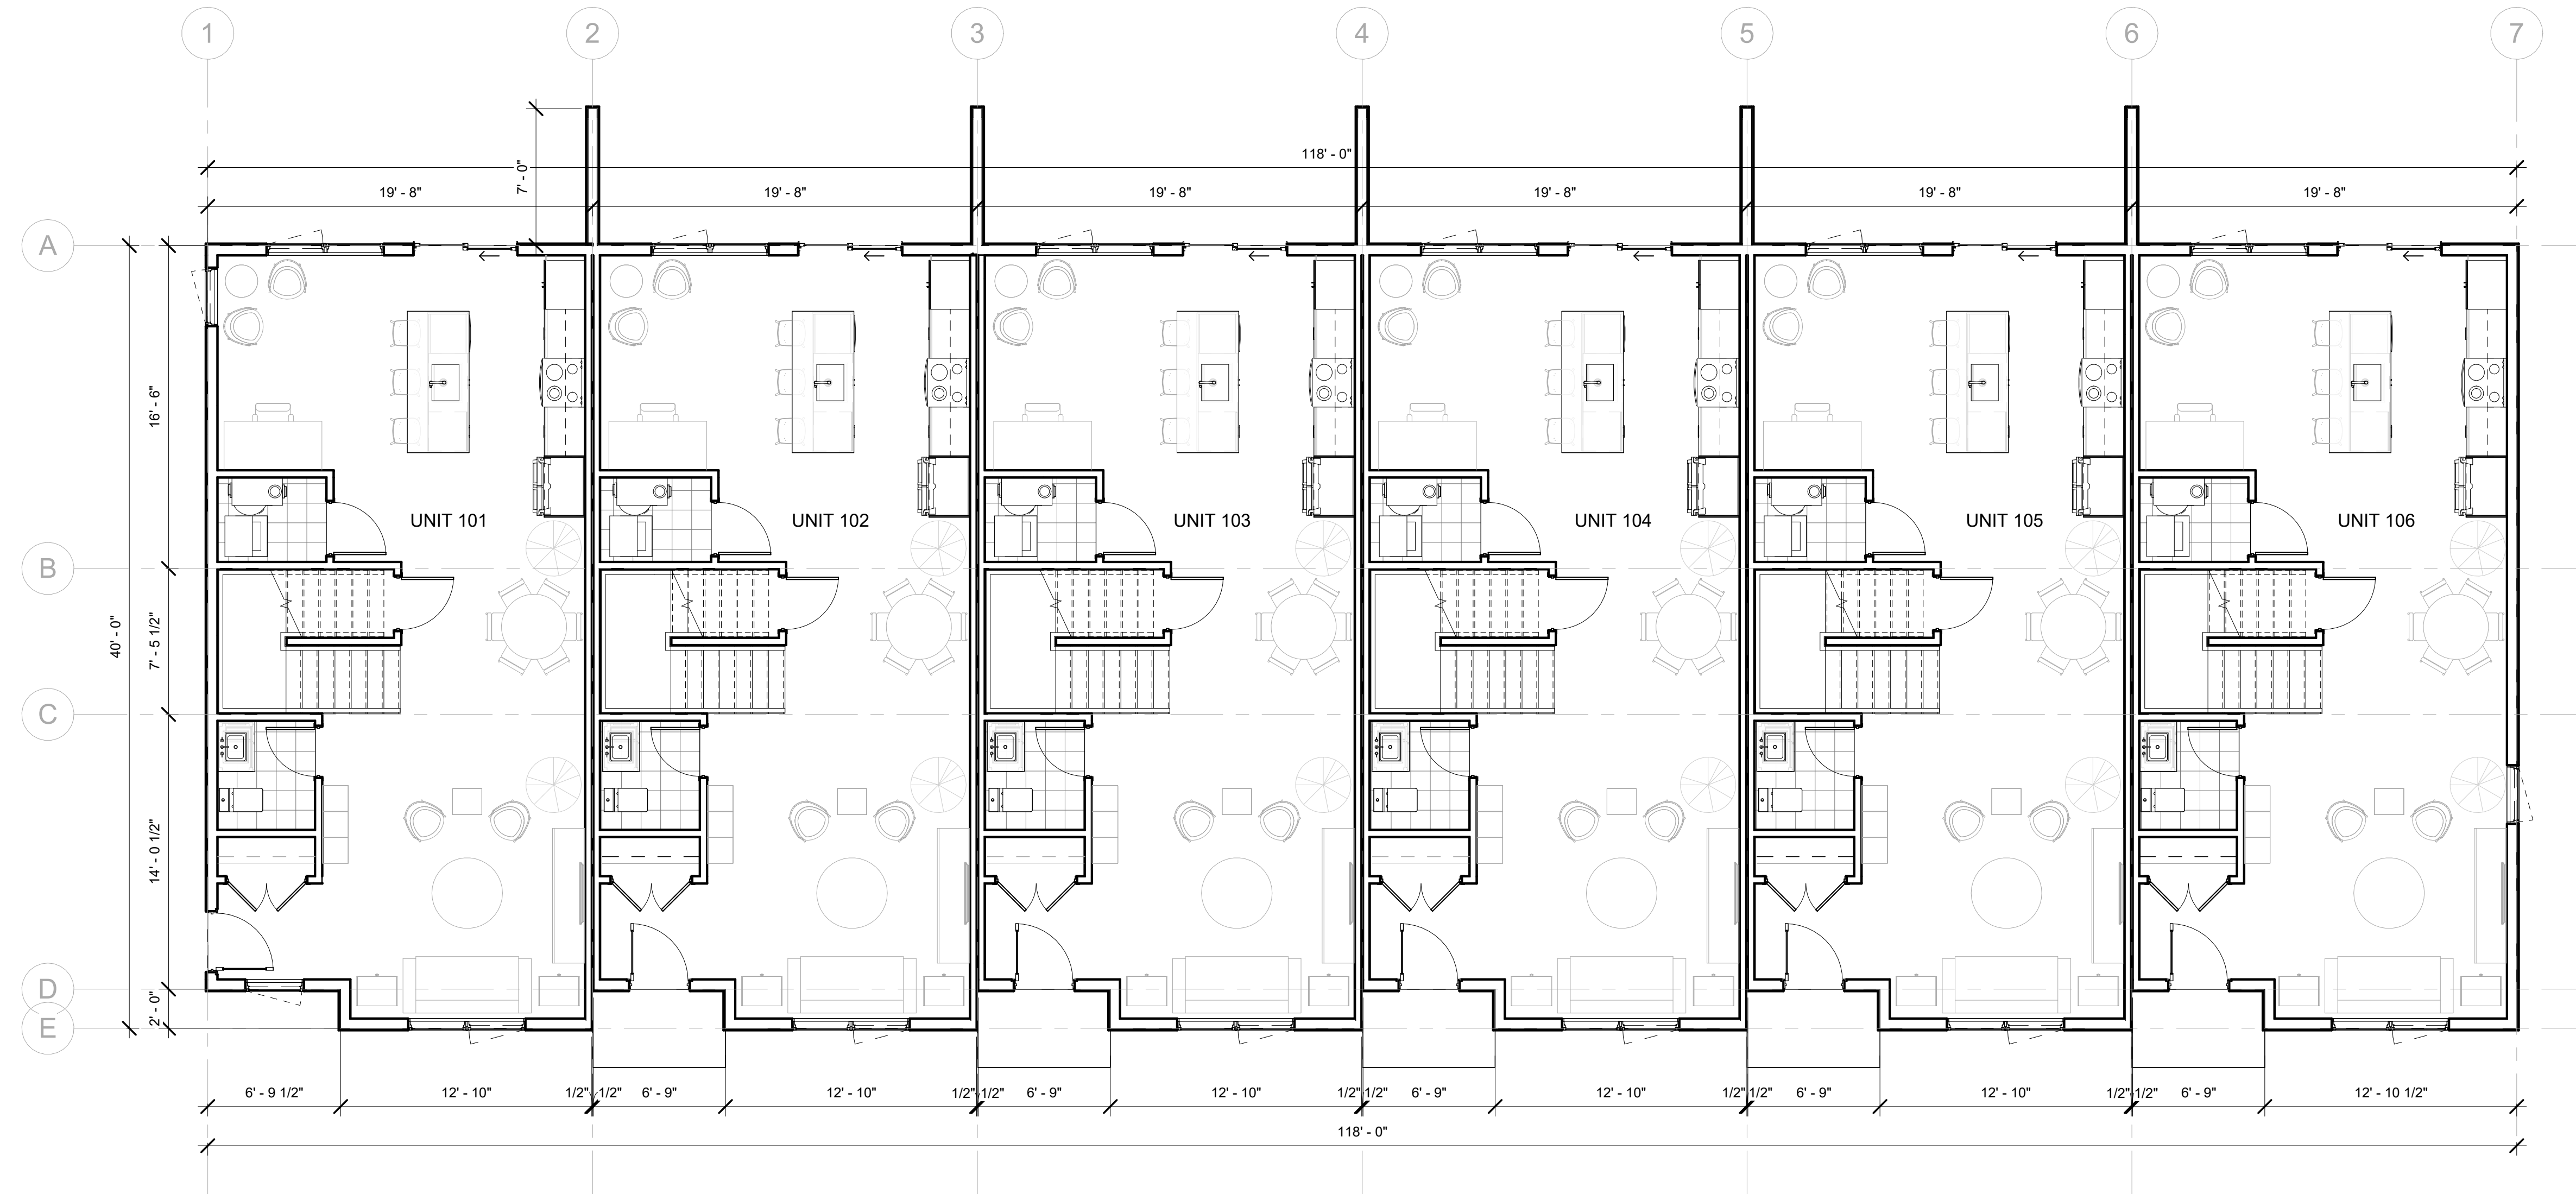 1 2 3 4 5 6 7
118' - 0"
7' - 0"
19' - 8" 19' - 8" 19' - 8" 19' - 8" 19' - 8" 19' - 8"
A
16' - 6"
UNIT 101 UNIT 102 UNIT 103 UNIT 104 UNIT 105 UNIT 106
B
40' - 0"
7' - 5 1/2"
C
14' - 0 1/2"
D
2' - 0"
E
6' - 9 1/2" 12' - 10" 1/2" 1/2" 6' - 9" 12' - 10" 1/2" 1/2" 6' - 9" 12' - 10" 1/2" 1/2" 6' - 9" 12' - 10" 1/2" 1/2" 6' - 9" 12' - 10" 1/2" 1/2" 6' - 9" 12' - 10 1/2"
118' - 0"